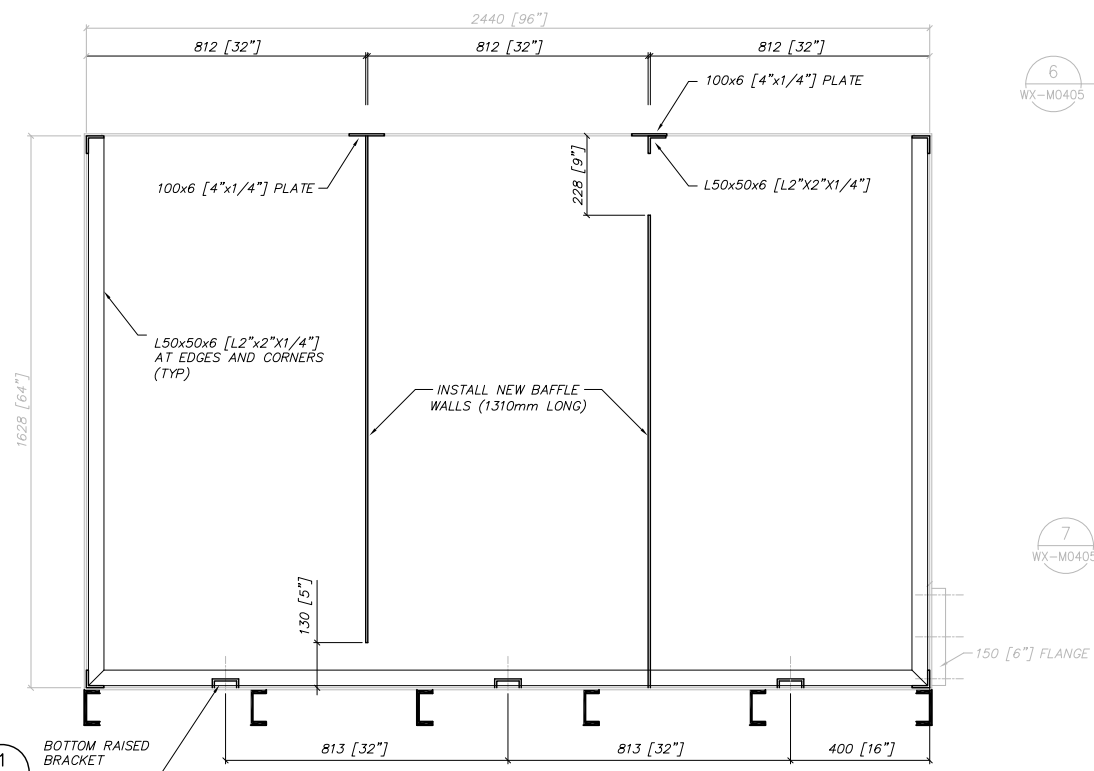 2440 [96"]
812 [32"]
812 [32"]
812 [32"]
100x6 [4"x1/4"] PLATE
6
WX-M0405
228 [9"]
100x6 [4"x1/4"] PLATE
L50x50x6 [L2"X2"X1/4"]
L50x50x6 [L2"x2"X1/4"]
AT EDGES AND CORNERS
(TYP)
1628 [64"]
INSTALL NEW BAFFLE
WALLS (1310mm LONG)
7
WX-M0405
130 [5"]
150 [6"] FLANGE
1
BOTTOM RAISED
BRACKET
813 [32"]
813 [32"]
400 [16"]